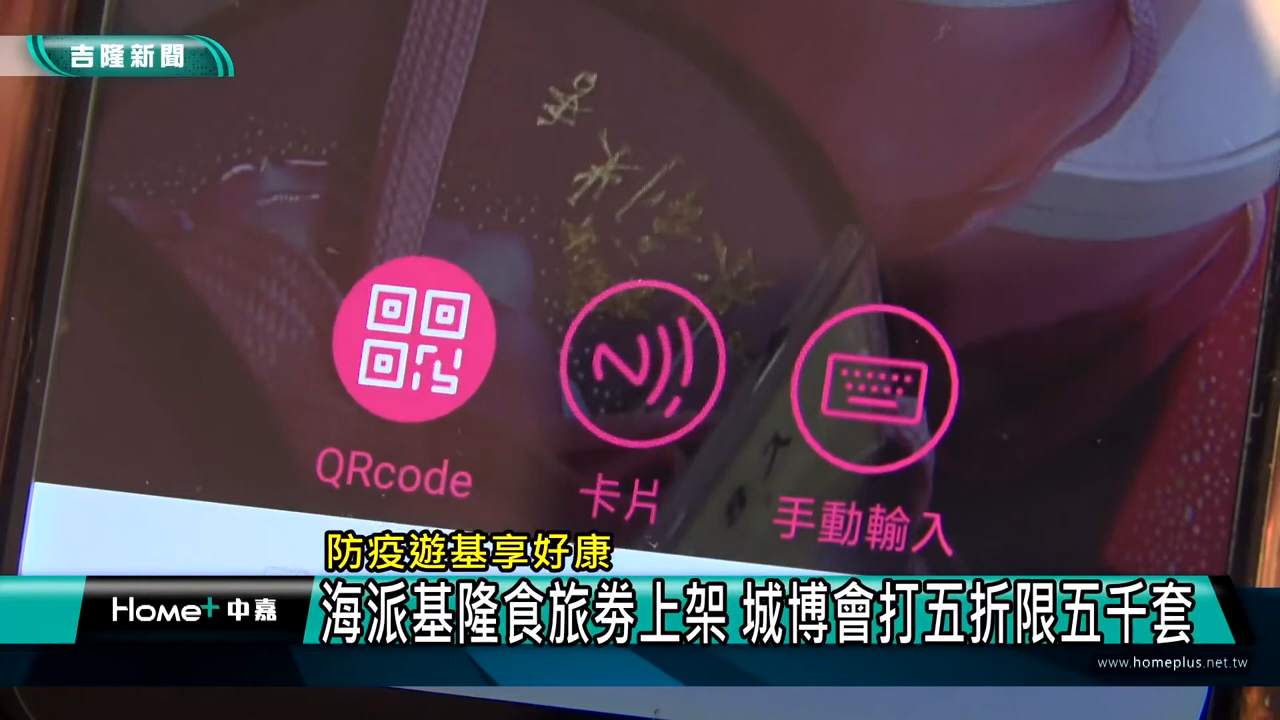 吉隆新聞
QRcode
卡片
手動輸入
防疫遊基享好康
Home+中嘉
海派基隆食旅券上架 城博會打五折限五千套
www.homeplus.net.tw